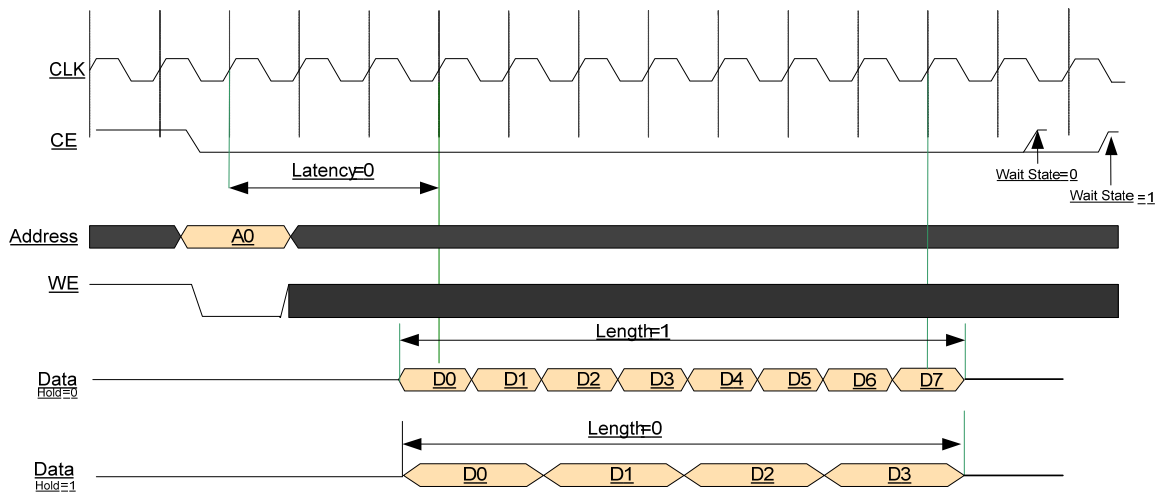 CLK
CE
Latency=0
Wait State=0
Wait State =1
Address
A0
WE
Length=1
Data
Hold=0
D0 D1 D2 D3 D4 D5 D6 D7
Length=0
Data
Hold=1
D0 D1 D2 D3